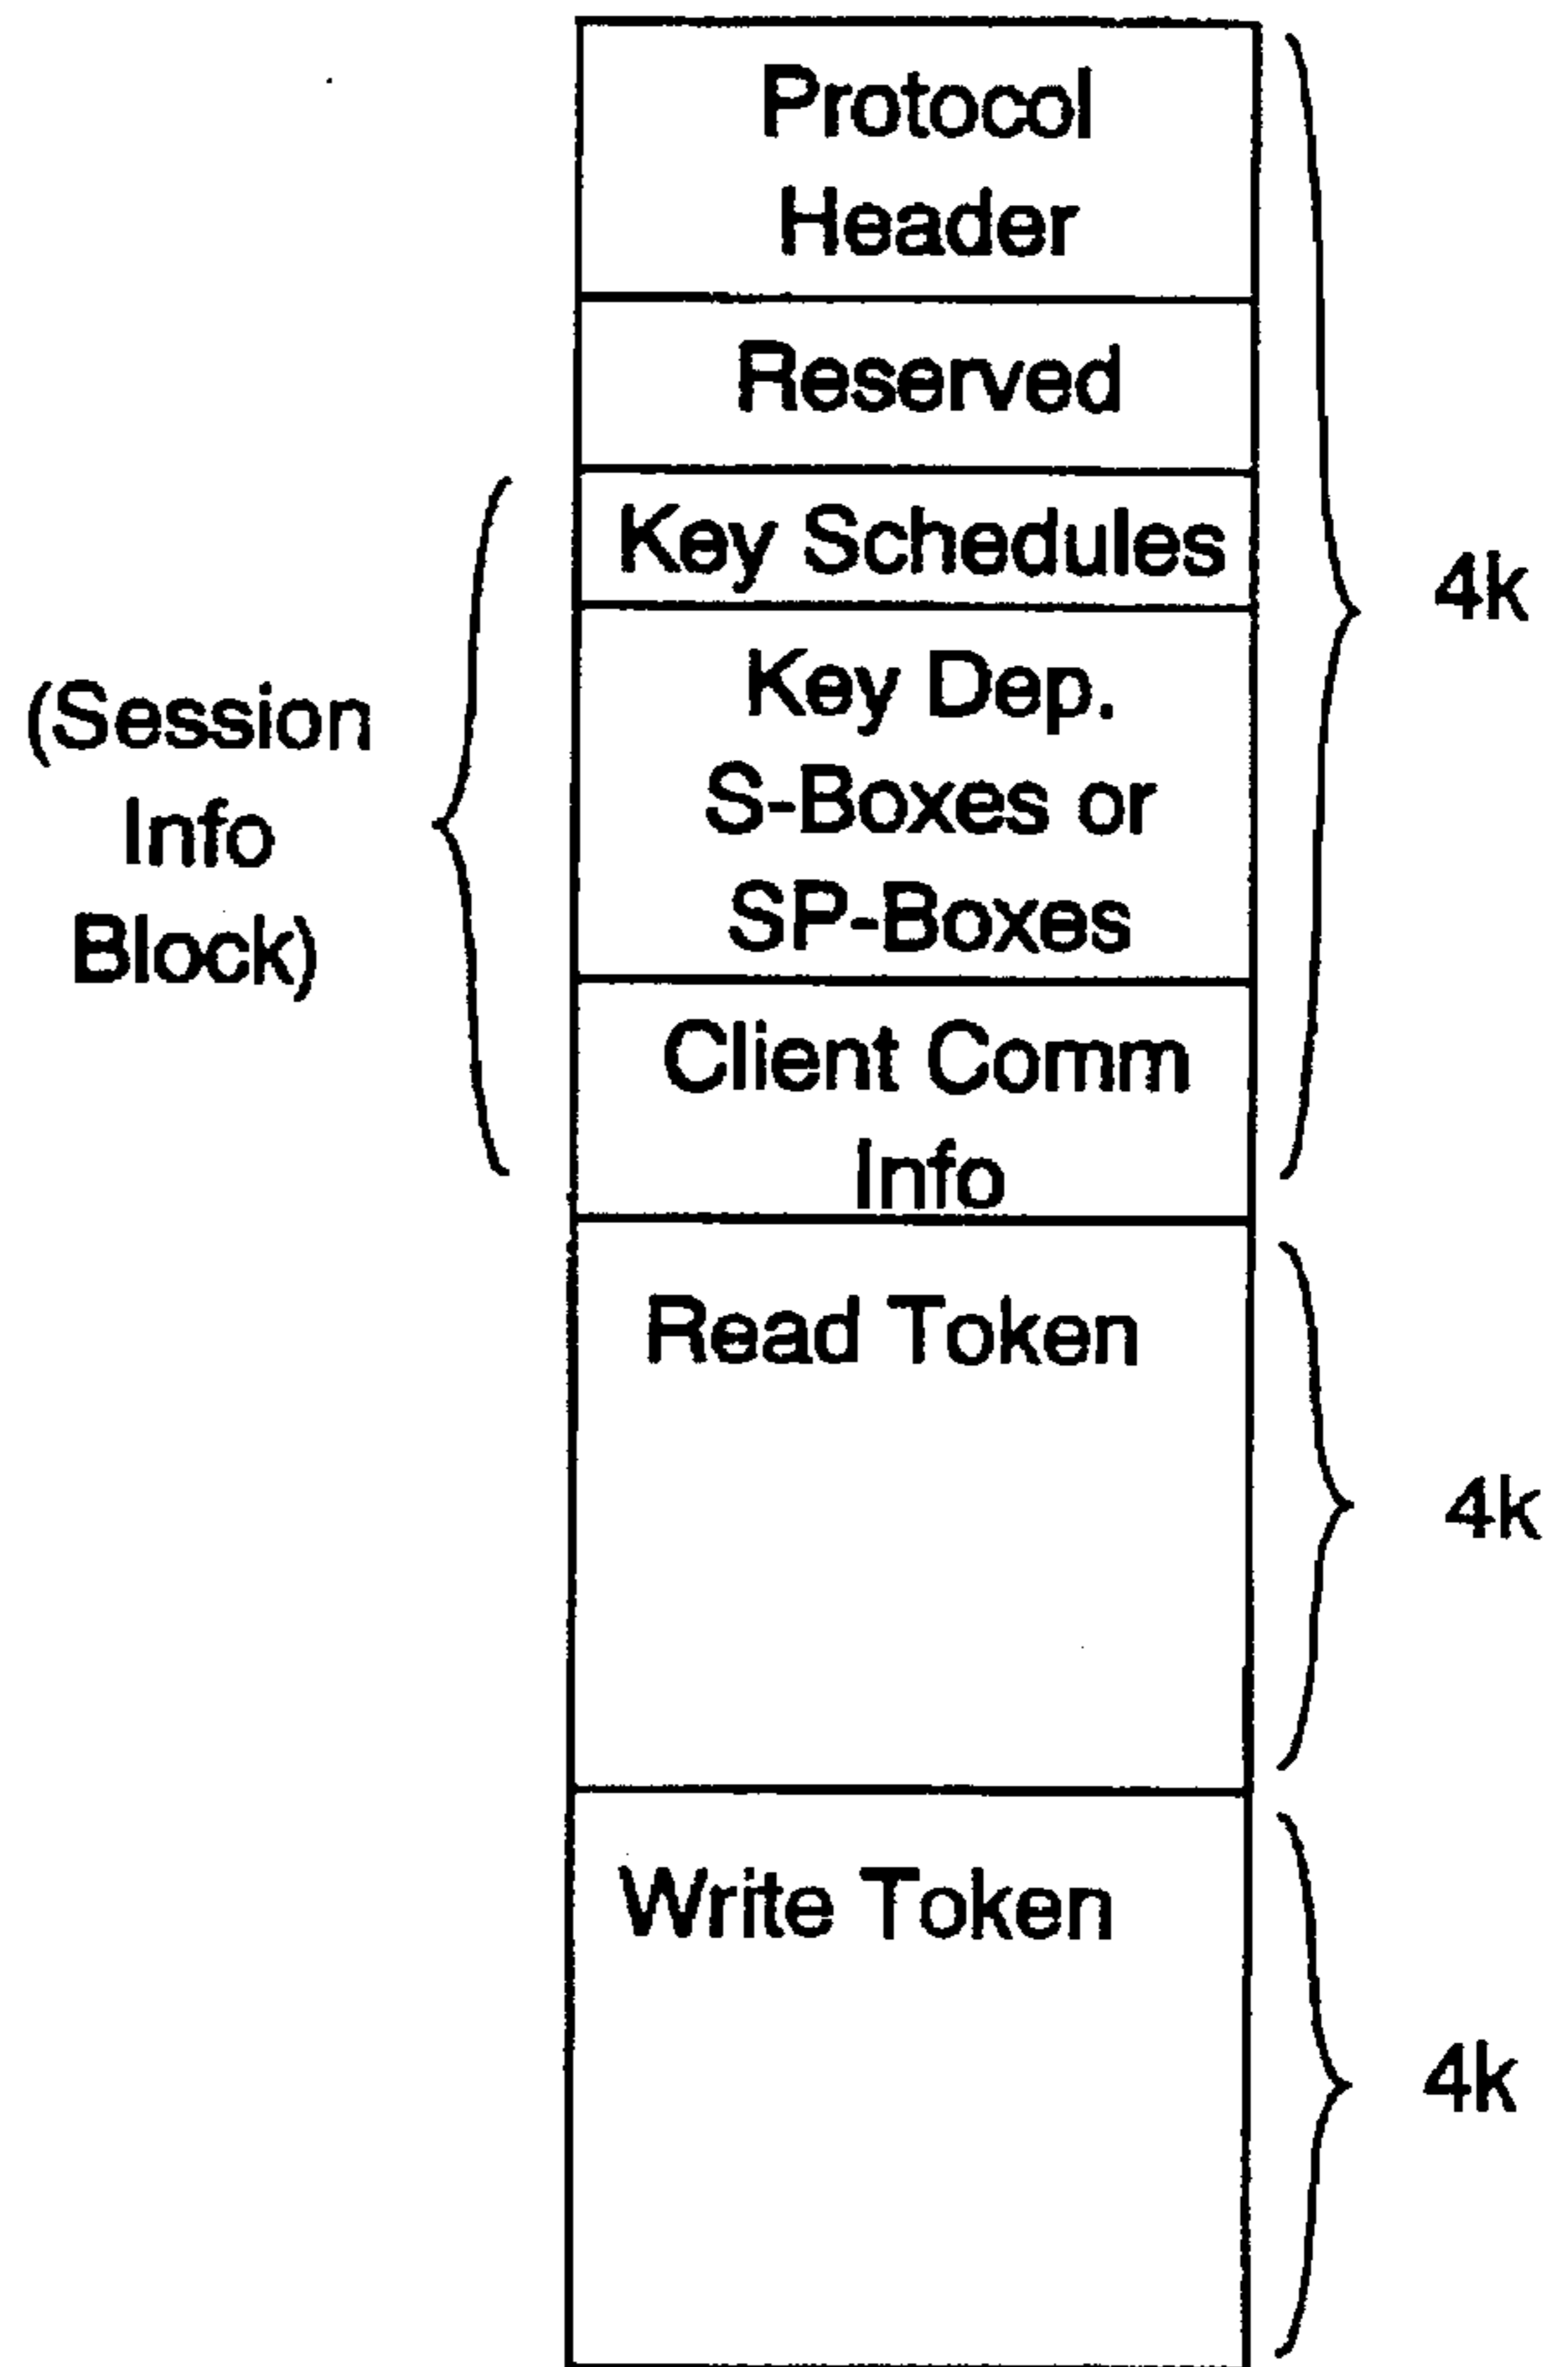 Protocol
Header
Reserved
Key Schedules
4k
(Session
Info
Block)
Key Dep.
S-Boxes or
SP-Boxes
Client Comm
Info
Read Token
4k
Write Token
4k